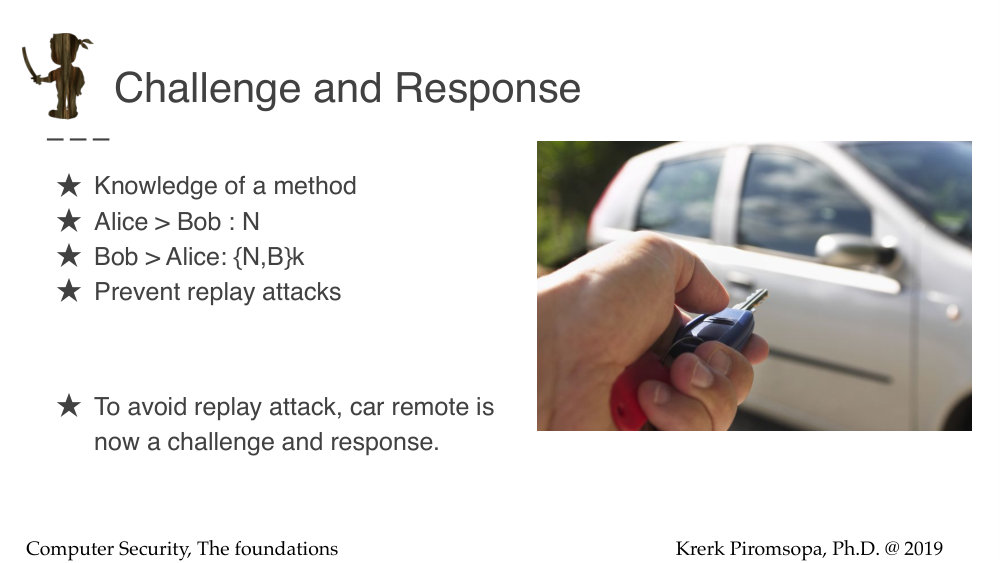 Challenge and Response
★ Knowledge of a method
★ Alice > Bob : N
★ Bob > Alice: {N,B}k
★ Prevent replay attacks
★ To avoid replay attack, car remote is
now a challenge and response.
Computer Security, The foundations
Krerk Piromsopa, Ph.D. @ 2019